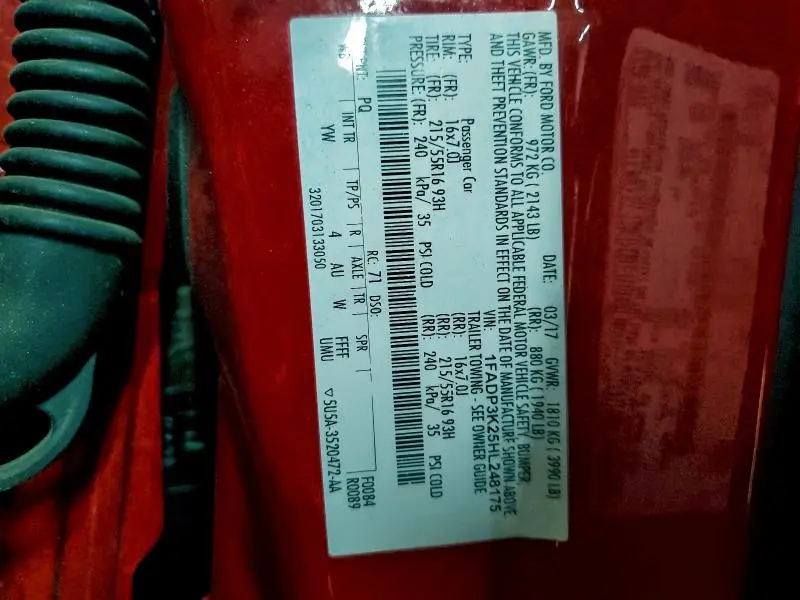 MFD. BY FORD MOTOR CO. DATE: 03/17 GVWR: 1810 KG ( 3990 LB)
GAWR: (FR): 972 KG ( 2143 LB) (RR): 880 KG ( 1940 LB)
THIS VEHICLE CONFORMS TO ALL APPLICABLE FEDERAL MOTOR VEHICLE SAFETY, BUMPER,
AND THEFT PREVENTION STANDARDS IN EFFECT ON THE DATE OF MANUFACTURE SHOWN ABOVE
VIN: 1FADP3K25HL248175
TYPE: Passenger Car TRAILER TOWING - SEE OWNER GUIDE
RIM: (FR): 16x7.0J (RR): 16x7.0J
TIRE: (FR): 215/55R16 93H (RR): 215/55R16 93H
PRESSURE: (FR): 240 kPa/ 35 PSI COLD (RR): 240 kPa/ 35 PSI COLD
PQ RC: 71 DSO: F0084
R0089
INT TR TP/PS R AXLE TR SPR
YW 4 AU W FFFF UMU
3201703133050 ▽ 5U5A-3520472-AA